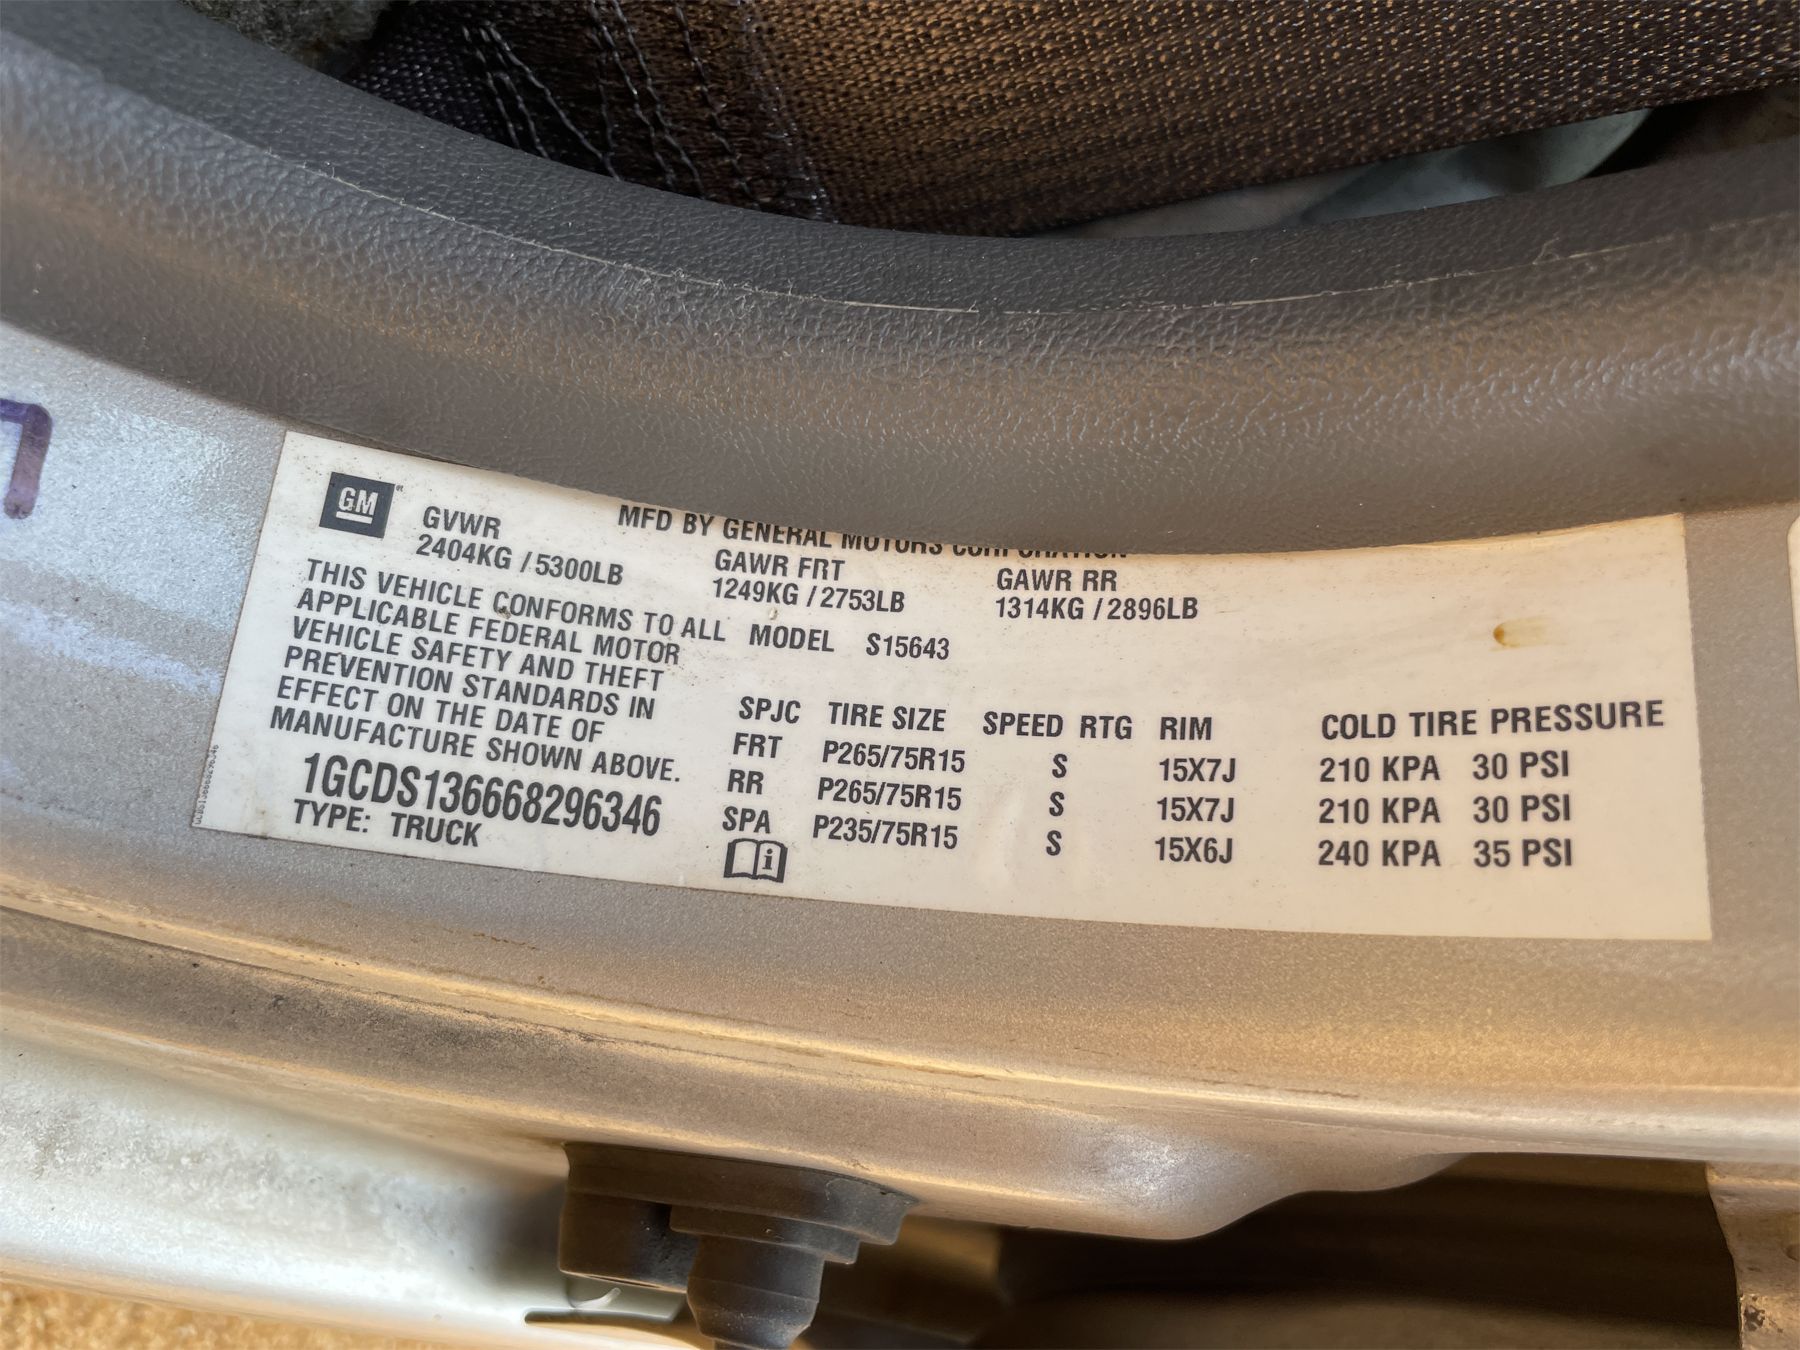 GM
GVWR
2404KG / 5300LB
MFD BY GENERAL MOTORS CORPORATION
GAWR FRT
1249KG / 2753LB
GAWR RR
1314KG / 2896LB
THIS VEHICLE CONFORMS TO ALL
APPLICABLE FEDERAL MOTOR
VEHICLE SAFETY AND THEFT
PREVENTION STANDARDS IN
EFFECT ON THE DATE OF
MANUFACTURE SHOWN ABOVE.
1GCDS136668296346
TYPE: TRUCK
MODEL S15643
SPJC TIRE SIZE SPEED RTG RIM COLD TIRE PRESSURE
FRT P265/75R15 S 15X7J 210 KPA 30 PSI
RR P265/75R15 S 15X7J 210 KPA 30 PSI
SPA P235/75R15 S 15X6J 240 KPA 35 PSI